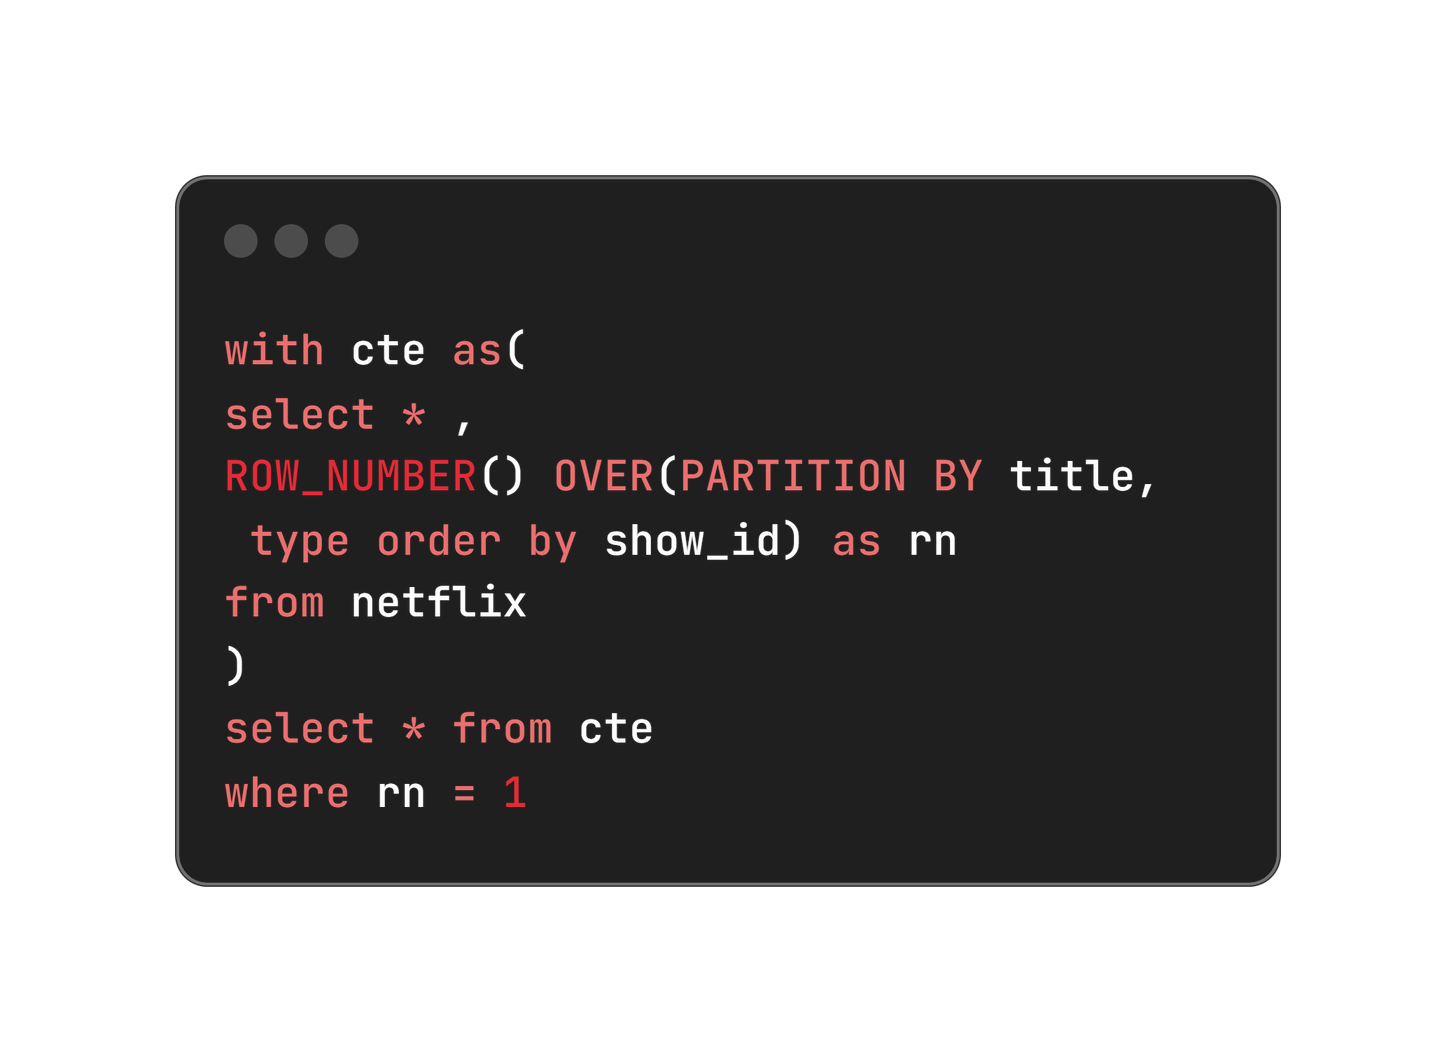 with cte as(
select * ,
ROW_NUMBER() OVER(PARTITION BY title,
 type order by show_id) as rn
from netflix
)
select * from cte
where rn = 1